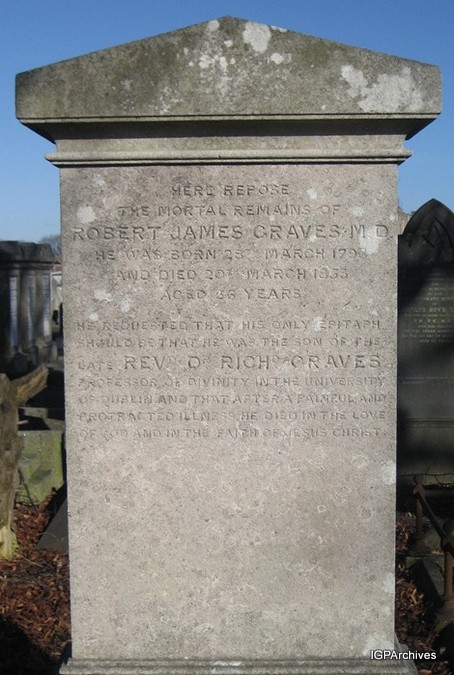 HERE REPOSE
THE MORTAL REMAINS OF
ROBERT JAMES GRAVES M.D.
HE WAS BORN 28TH MARCH
AND DIED 20TH MARCH 1853
AGED 56 YEARS
HE REQUESTED THAT HIS ONLY EPITAPH
SHOULD BE THAT HE WAS THE SON OF THE
LATE REVD DR RICHD GRAVES
PROFESSOR OF DIVINITY IN THE UNIVERSITY
OF DUBLIN AND THAT AFTER A PAINFUL AND
PROTRACTED ILLNESS HE DIED IN THE LOVE
OF GOD AND IN THE FAITH OF JESUS CHRIST.
IGPArchives